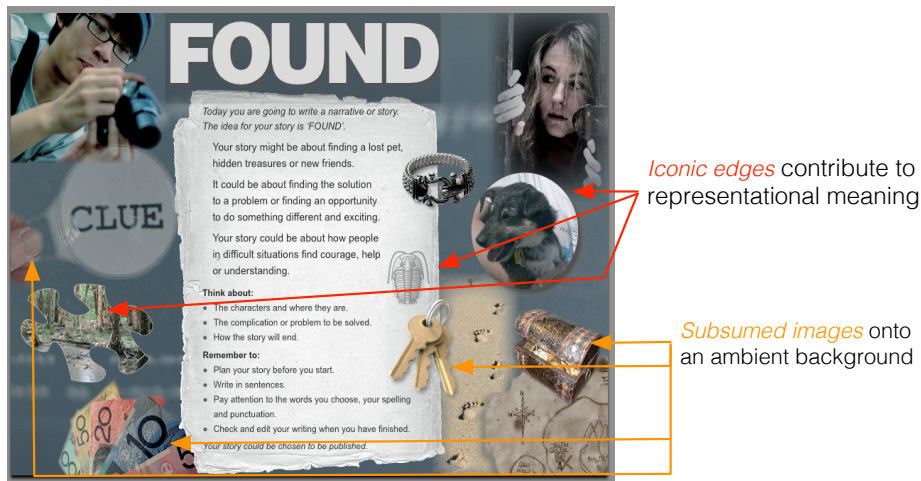 FOUND
Today you are going to write a narrative or story.
The idea for your story is 'FOUND'.
Your story might be about finding a lost pet,
hidden treasures or new friends.
It could be about finding the solution
to a problem or finding an opportunity
to do something different and exciting.
Your story could be about how people
in difficult situations find courage, help
or understanding.
Think about:
• The characters and where they are.
• The complication or problem to be solved.
• How the story will end.
Remember to:
• Plan your story before you start.
• Write in sentences.
• Pay attention to the words you choose, your spelling
and punctuation.
• Check and edit your writing when you have finished.
Your story could be chosen to be published.
CLUE
50
20
10
5
Iconic edges contribute to
representational meaning
Subsumed images onto
an ambient background